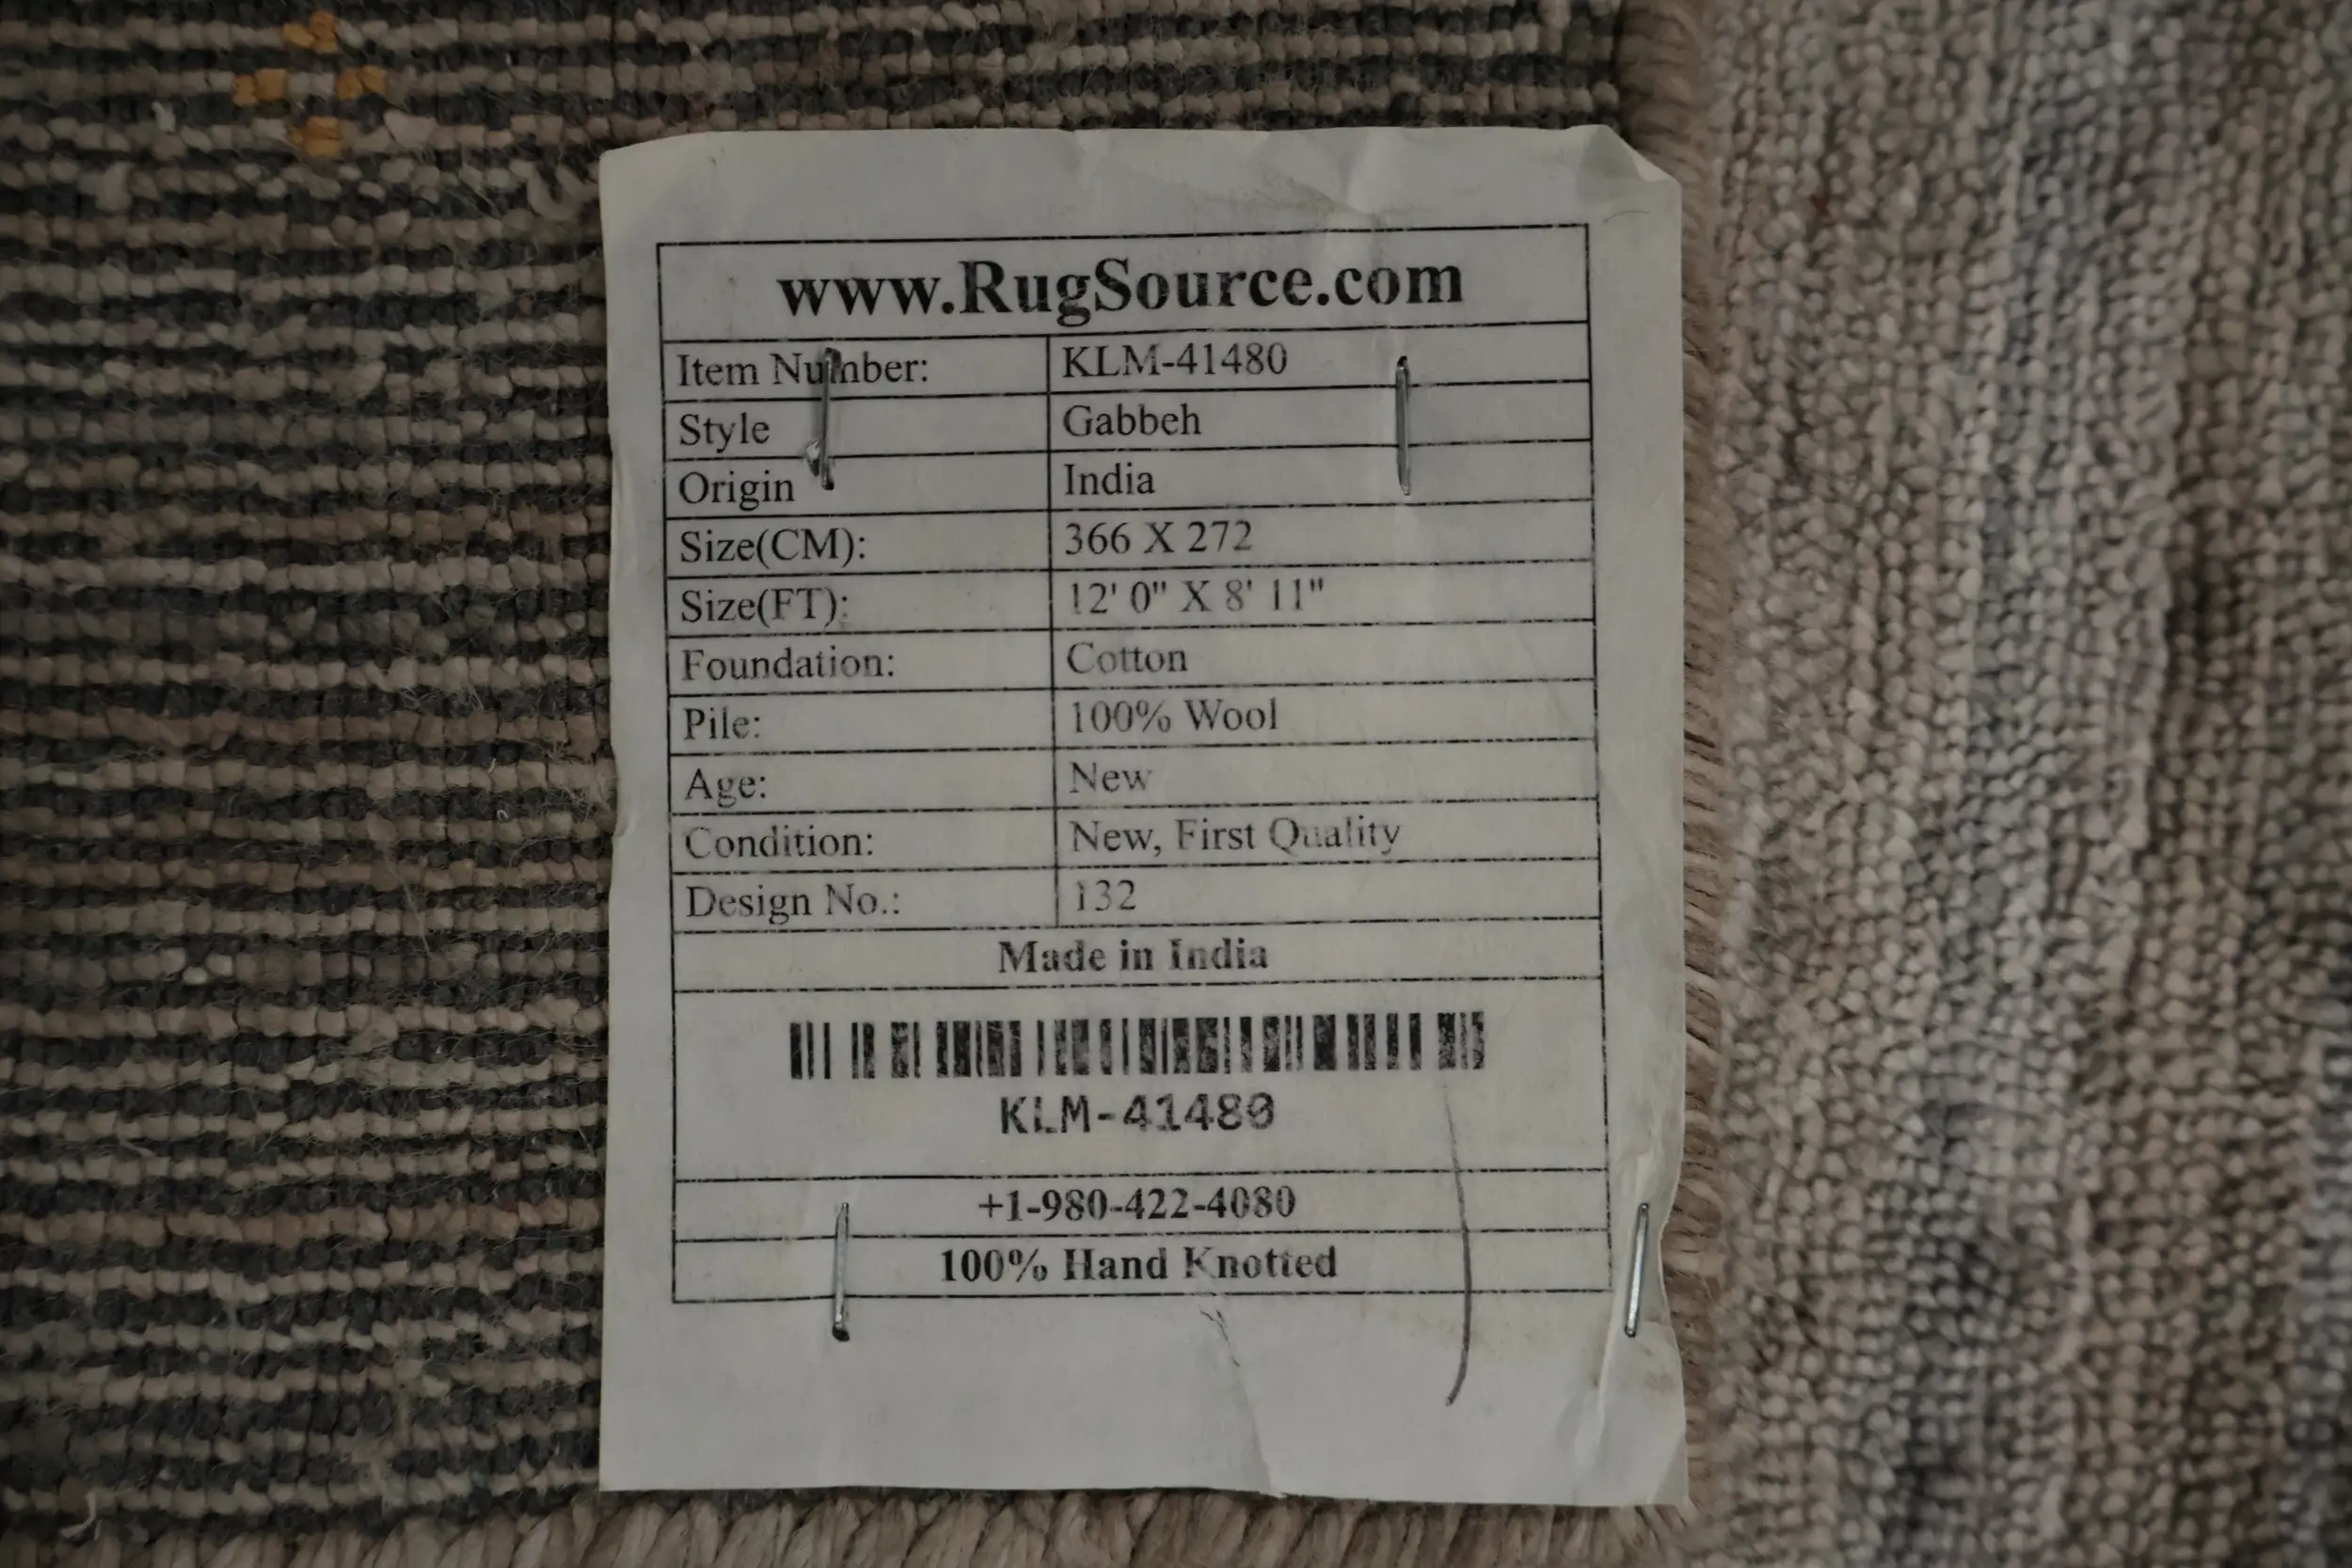 www.RugSource.com
Item Number: KLM-41480
Style Gabbeh
Origin India
Size(CM): 366 X 272
Size(FT): 12' 0" X 8' 11"
Foundation: Cotton
Pile: 100% Wool
Age: New
Condition: New, First Quality
Design No.: 132
Made in India
KLM-41480
+1-980-422-4080
100% Hand Knotted